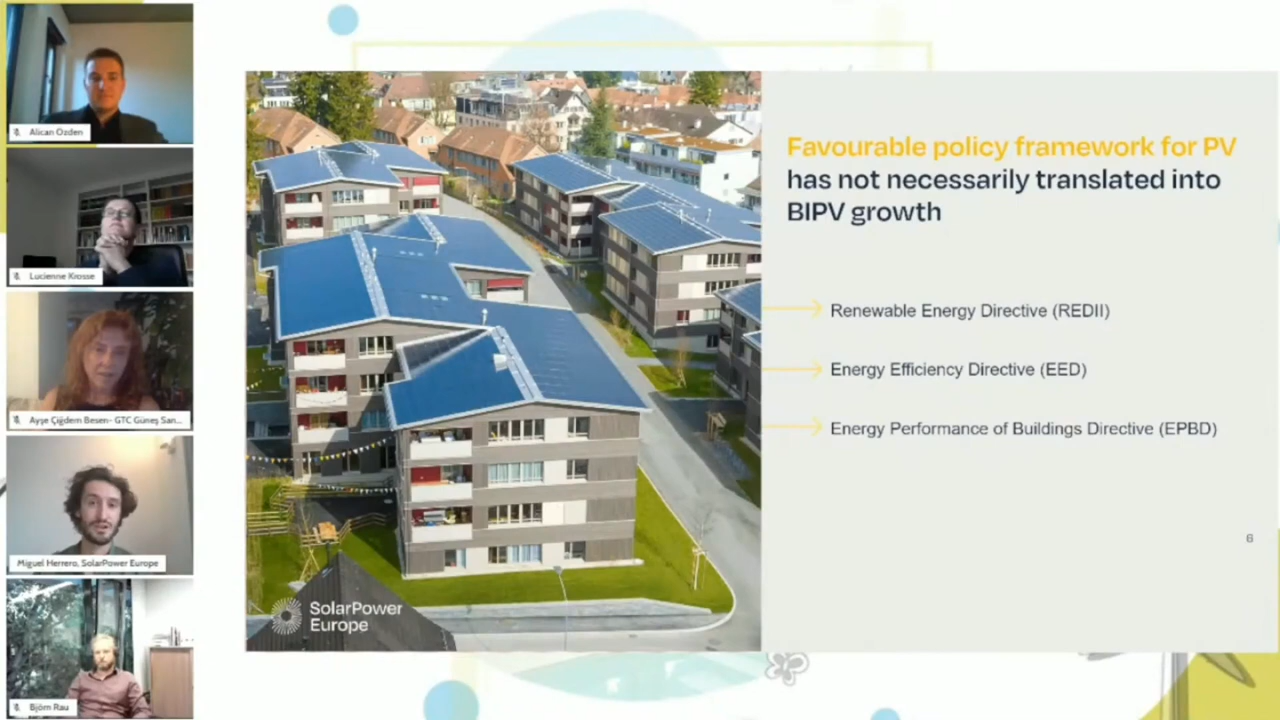 Alican Ozden
Lucienne Krosse
Ayşe Çiğdem Besen- GTC Güneş San...
Miguel Herrero, SolarPower Europe
Björn Rau
Favourable policy framework for PV
has not necessarily translated into
BIPV growth
Renewable Energy Directive (REDII)
Energy Efficiency Directive (EED)
Energy Performance of Buildings Directive (EPBD)
6
SolarPower
Europe